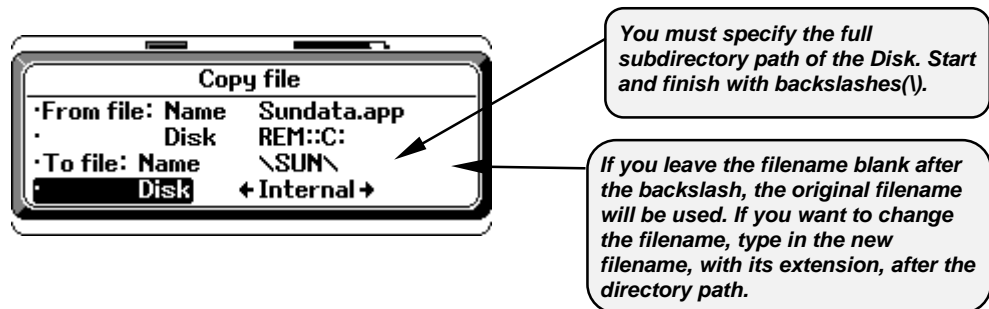 Copy file
·From file: Name Sundata.app
· Disk REM::C:
·To file: Name \SUN\
· Disk ←Internal→
You must specify the full
subdirectory path of the Disk. Start
and finish with backslashes(\).
If you leave the filename blank after
the backslash, the original filename
will be used. If you want to change
the filename, type in the new
filename, with its extension, after the
directory path.